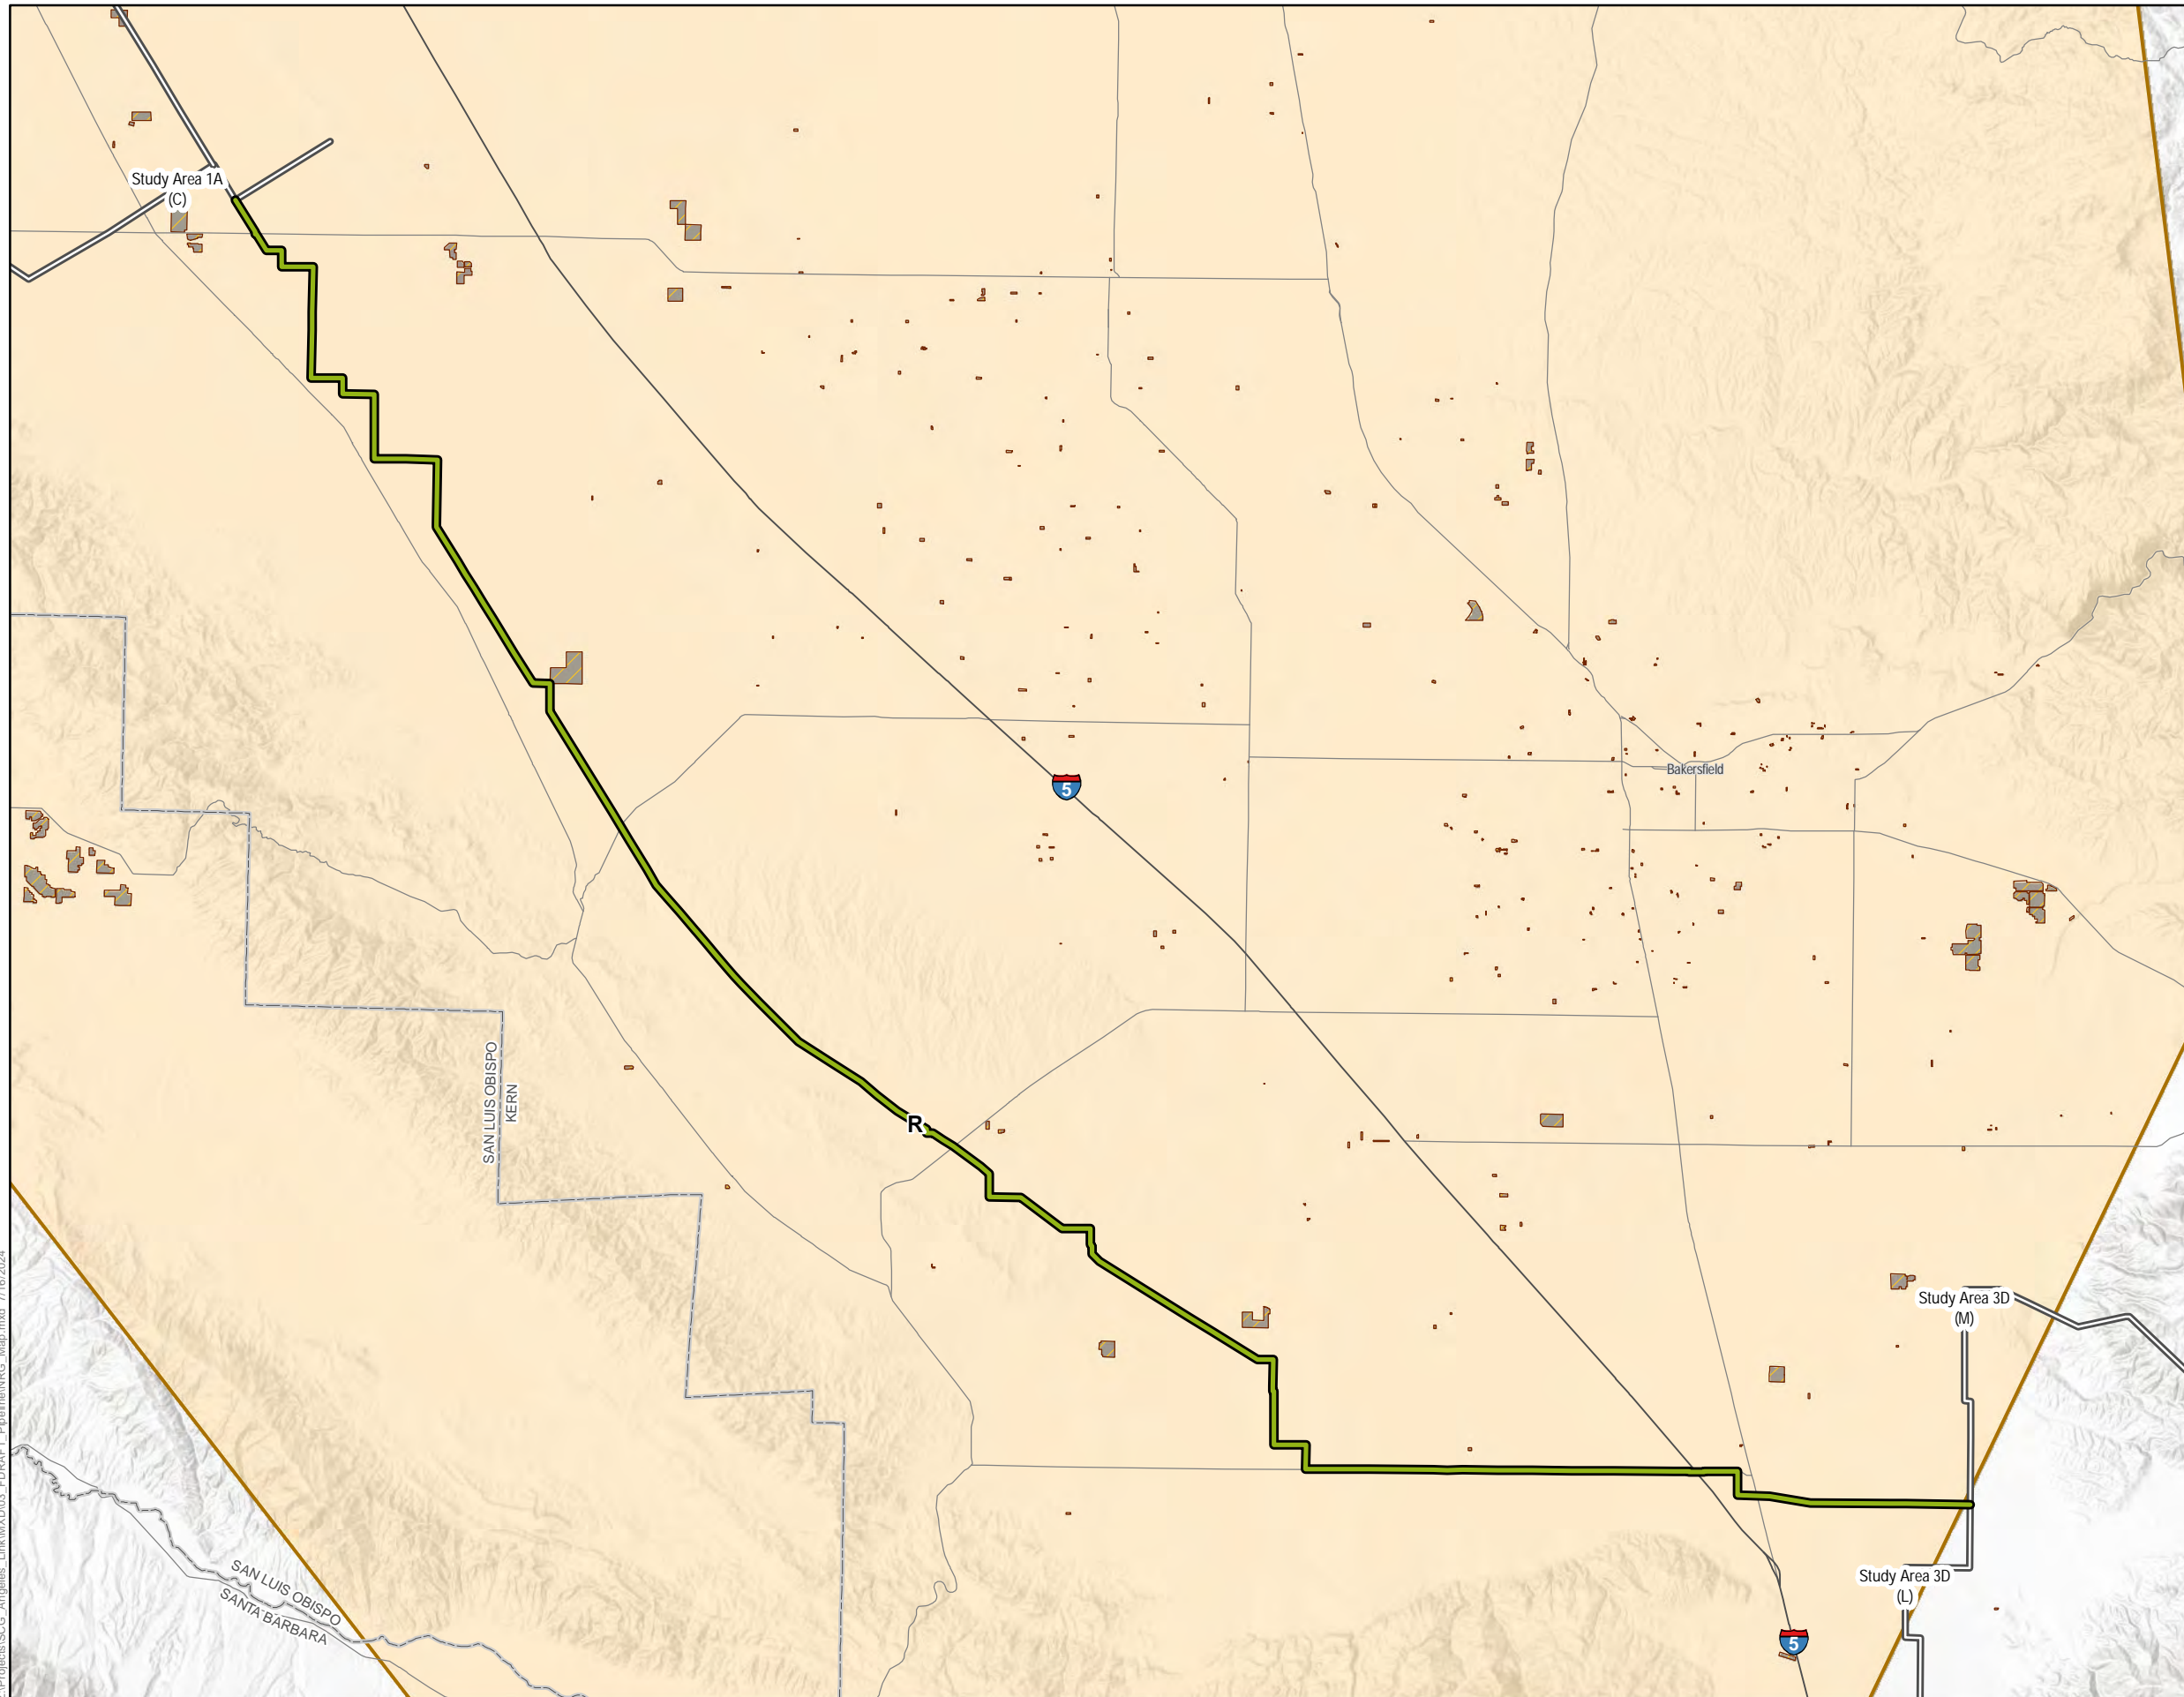 Study Area 1A
(C)
5
Bakersfield
SAN LUIS OBISPO
KERN
R
Study Area 3D
(M)
Study Area 3D
(L)
SAN LUIS OBISPO
SANTA BARBARA
5